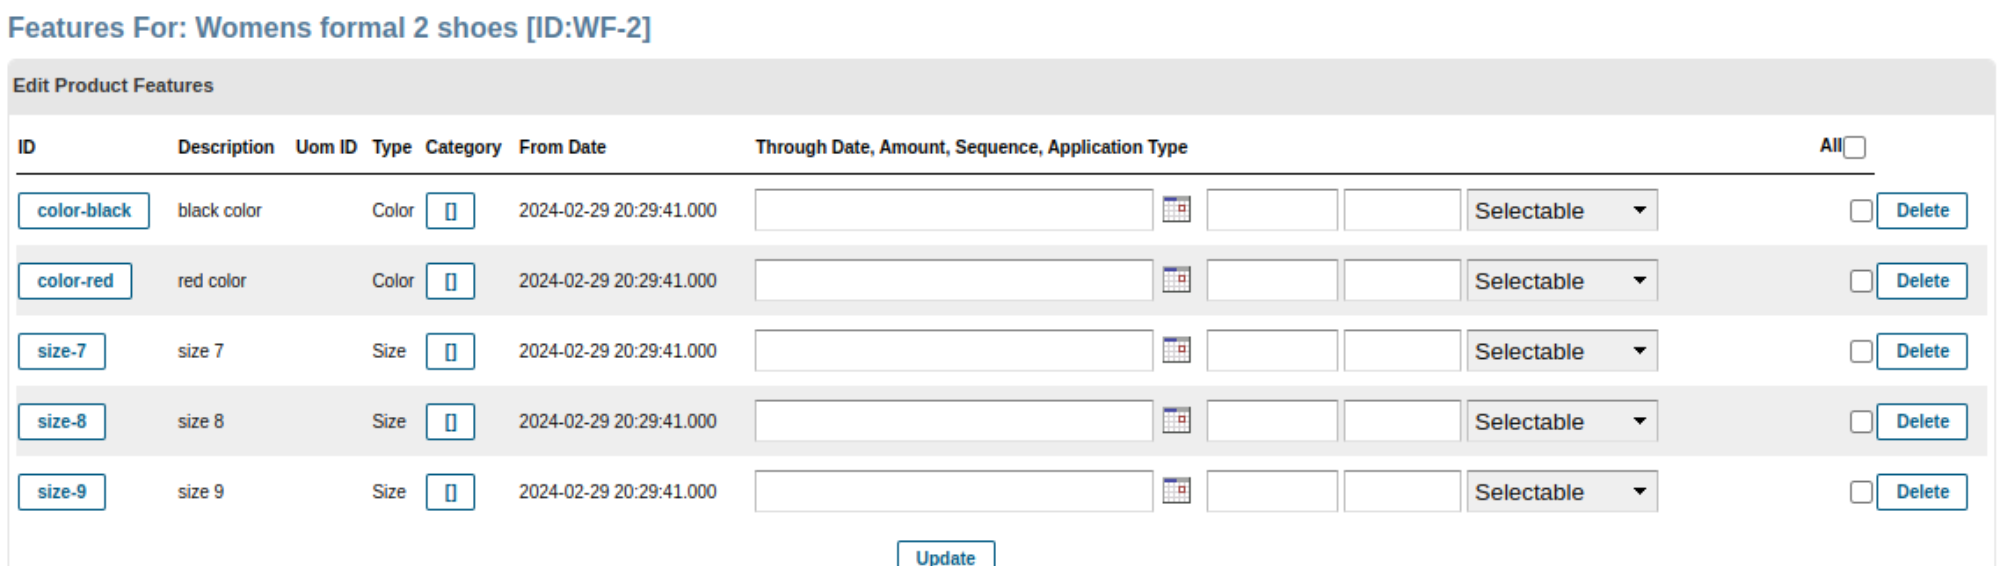 Features For: Womens formal 2 shoes [ID:WF-2]
Edit Product Features
ID Description Uom ID Type Category From Date Through Date, Amount, Sequence, Application Type All
color-black black color Color [] 2024-02-29 20:29:41.000 Selectable Delete
color-red red color Color [] 2024-02-29 20:29:41.000 Selectable Delete
size-7 size 7 Size [] 2024-02-29 20:29:41.000 Selectable Delete
size-8 size 8 Size [] 2024-02-29 20:29:41.000 Selectable Delete
size-9 size 9 Size [] 2024-02-29 20:29:41.000 Selectable Delete
Update